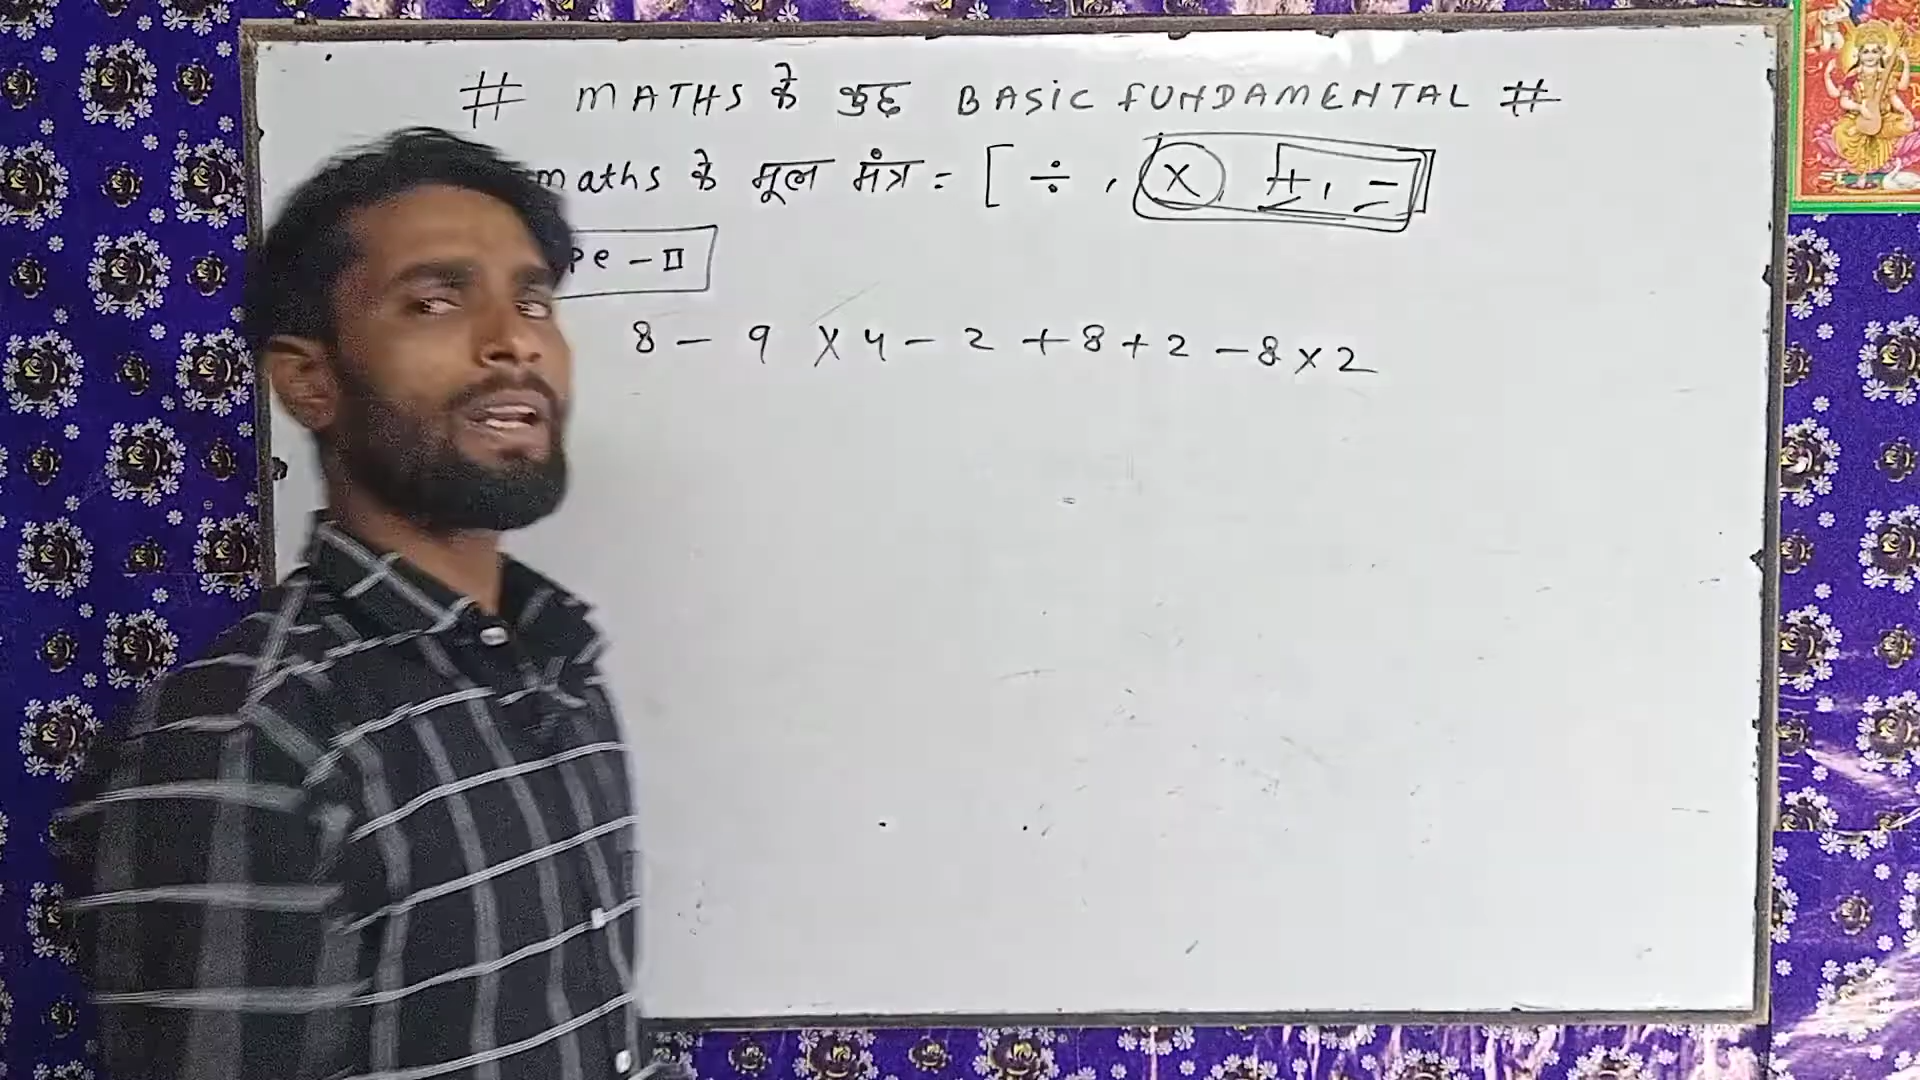 # MATHS के कुछ BASIC FUNDAMENTAL #
maths के मूल मंत्र = [ ÷ , × +, = ]
pe - II
8 - 9 × 4 - 2 + 8 + 2 - 8 × 2